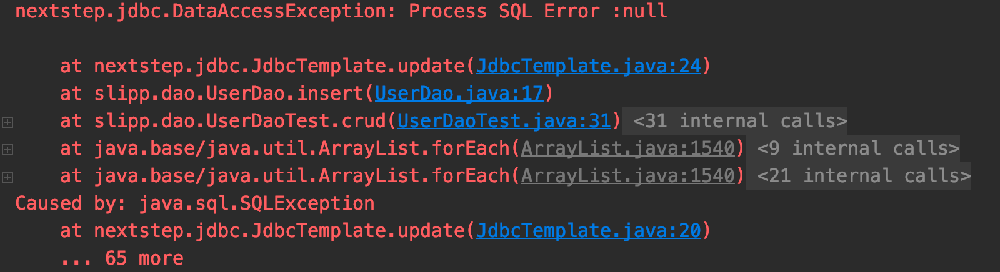 nextstep.jdbc.DataAccessException: Process SQL Error :null
at nextstep.jdbc.JdbcTemplate.update(JdbcTemplate.java:24)
at slipp.dao.UserDao.insert(UserDao.java:17)
at slipp.dao.UserDaoTest.crud(UserDaoTest.java:31) <31 internal calls>
at java.base/java.util.ArrayList.forEach(ArrayList.java:1540) <9 internal calls>
at java.base/java.util.ArrayList.forEach(ArrayList.java:1540) <21 internal calls>
Caused by: java.sql.SQLException
at nextstep.jdbc.JdbcTemplate.update(JdbcTemplate.java:20)
... 65 more